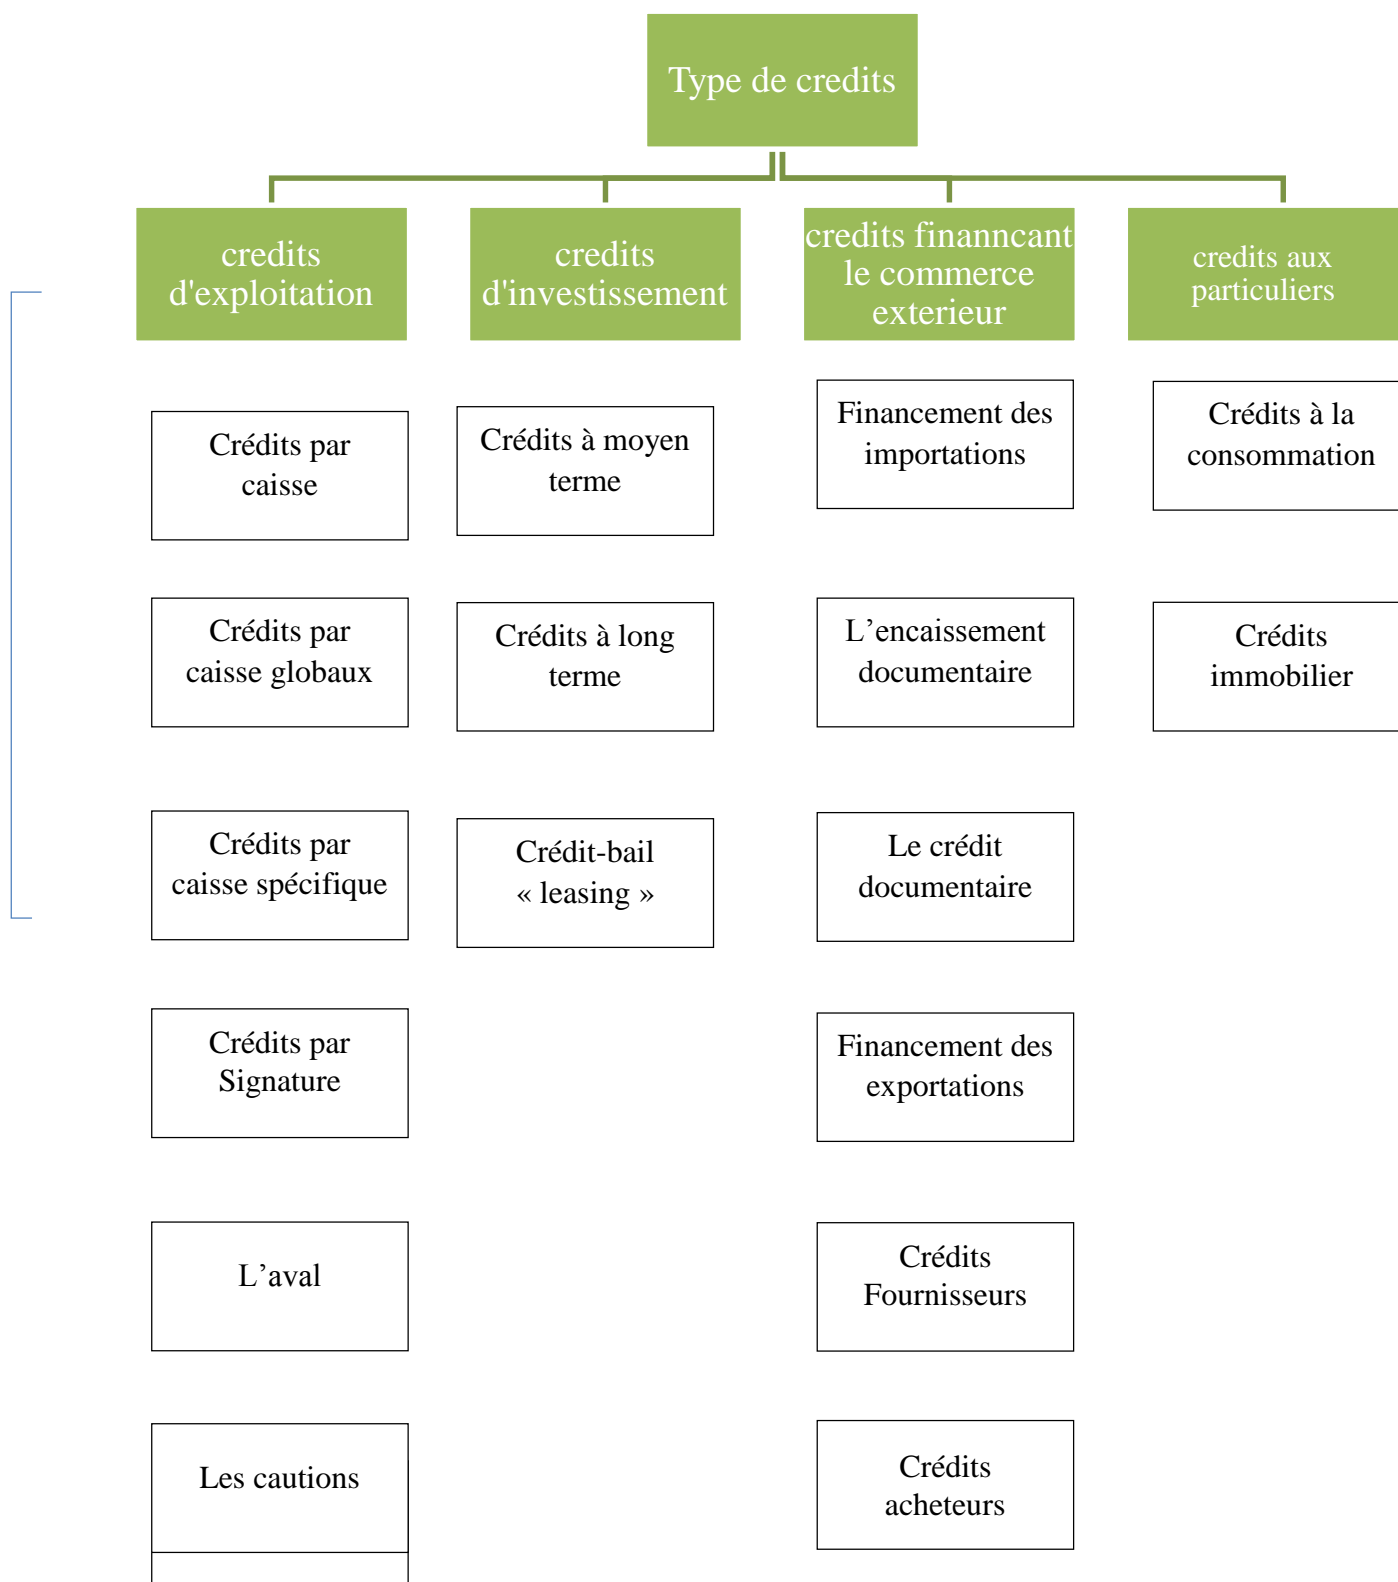 Type de credits
credits
d'exploitation
credits
d'investissement
credits finanncant
le commerce
exterieur
credits aux
particuliers
Crédits par
caisse
Crédits par
caisse globaux
Crédits par
caisse spécifique
Crédits par
Signature
L’aval
Les cautions
Crédits à moyen
terme
Crédits à long
terme
Crédit-bail
« leasing »
Financement des
importations
L’encaissement
documentaire
Le crédit
documentaire
Financement des
exportations
Crédits
Fournisseurs
Crédits
acheteurs
Crédits à la
consommation
Crédits
immobilier